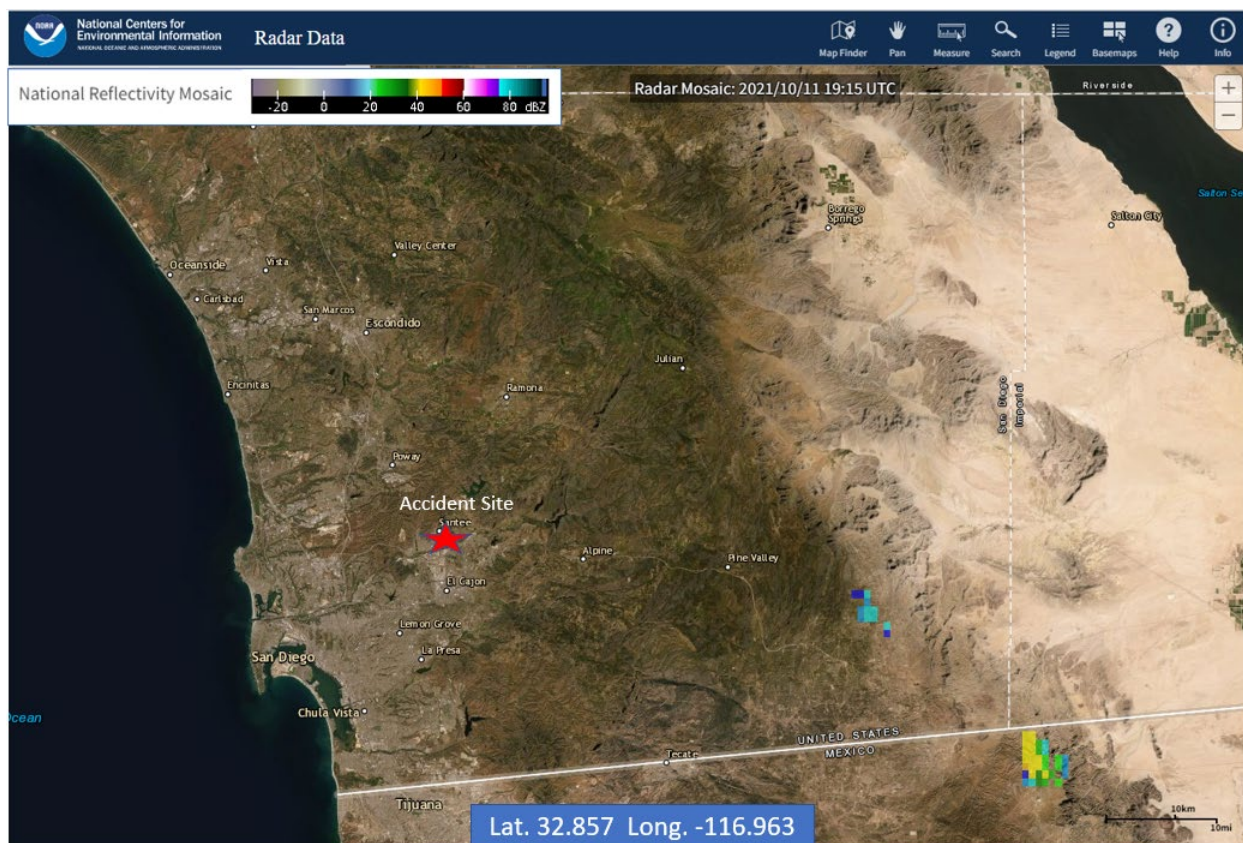 NOAA
National Centers for
Environmental Information
NATIONAL OCEANIC AND ATMOSPHERIC ADMINISTRATION
Radar Data
Map Finder
Pan
Measure
Search
Legend
Basemaps
Help
Info
National Reflectivity Mosaic
-20 0 20 40 60 80 dBZ
Radar Mosaic: 2021/10/11 19:15 UTC
Riverside
+
−
Salton Se
Borrego
Springs
Salton City
Valley Center
Oceanside
Vista
Carlsbad
San Marcos
Escondido
Julian
Encinitas
Ramona
San Diego
Imperial
Poway
Accident Site
Santee
Alpine
Pine Valley
El Cajon
Lemon Grove
San Diego
La Presa
Chula Vista
Ocean
UNITED STATES
MEXICO
Tecate
Tijuana
10km
10mi
Lat. 32.857 Long. -116.963